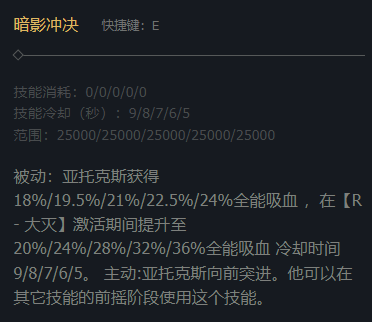 暗影冲决 快捷键：E
技能消耗：0/0/0/0/0
技能冷却（秒）：9/8/7/6/5
范围：25000/25000/25000/25000/25000
被动：亚托克斯获得
18%/19.5%/21%/22.5%/24%全能吸血 ，在【R
- 大灭】激活期间提升至
20%/24%/28%/32%/36%全能吸血 冷却时间
9/8/7/6/5。 主动:亚托克斯向前突进。他可以在
其它技能的前摇阶段使用这个技能。